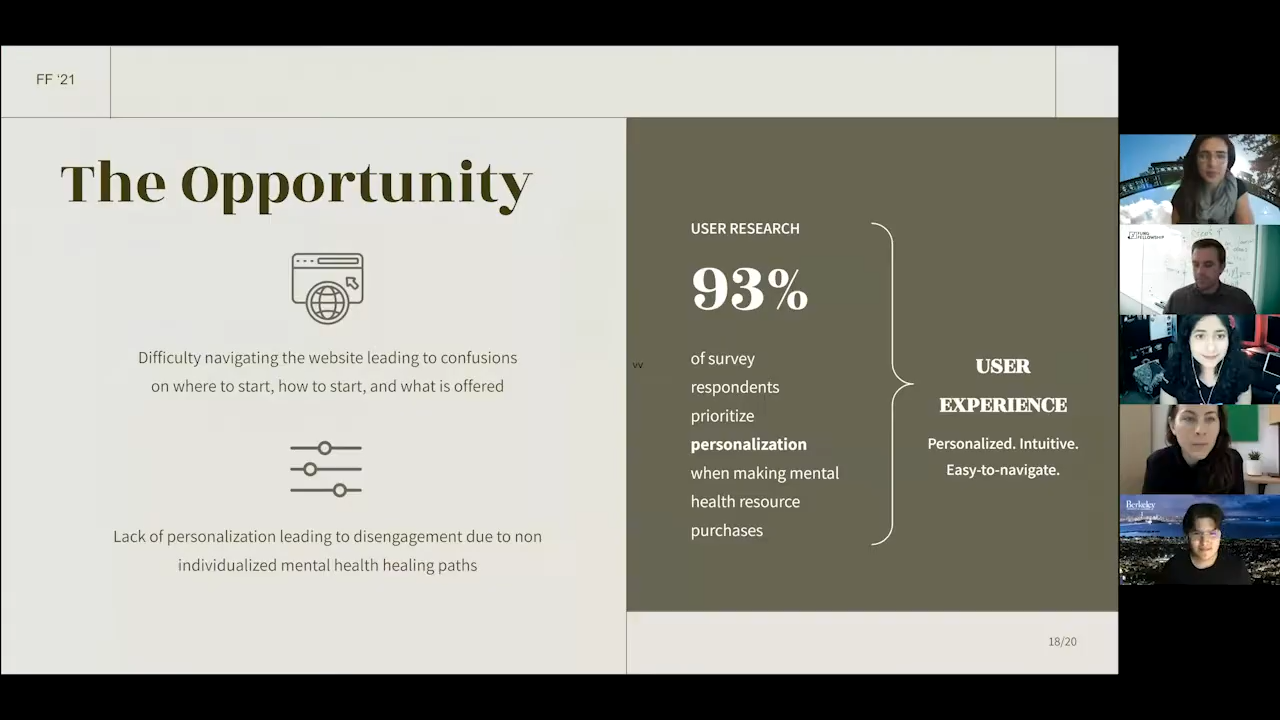 FF ‘21
The Opportunity
Difficulty navigating the website leading to confusions
on where to start, how to start, and what is offered
Lack of personalization leading to disengagement due to non
individualized mental health healing paths
vv
USER RESEARCH
93%
of survey
respondents
prioritize
personalization
when making mental
health resource
purchases
USER
EXPERIENCE
Personalized. Intuitive.
Easy-to-navigate.
18/20
FUNG
FELLOWSHIP
Berkeley